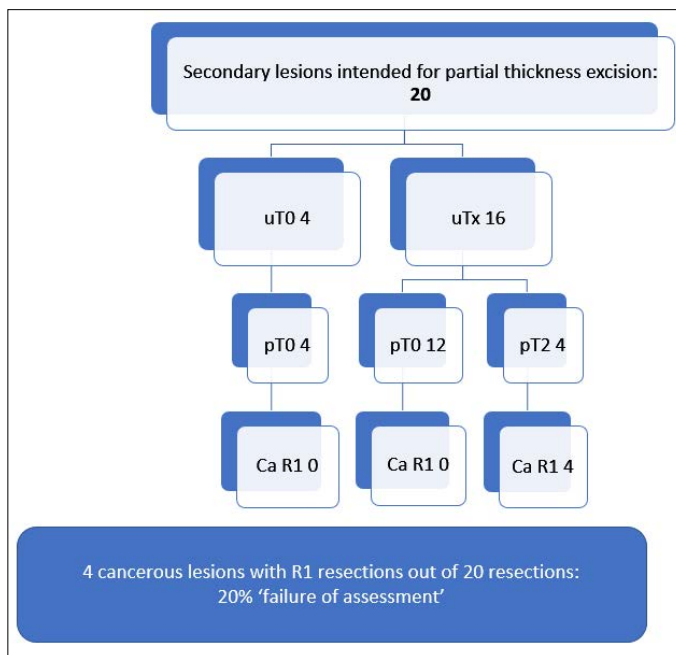 Secondary lesions intended for partial thickness excision:
20
uT0 4
uTx 16
pT0 4
pT0 12
pT2 4
Ca R1 0
Ca R1 0
Ca R1 4
4 cancerous lesions with R1 resections out of 20 resections:
20% ‘failure of assessment’